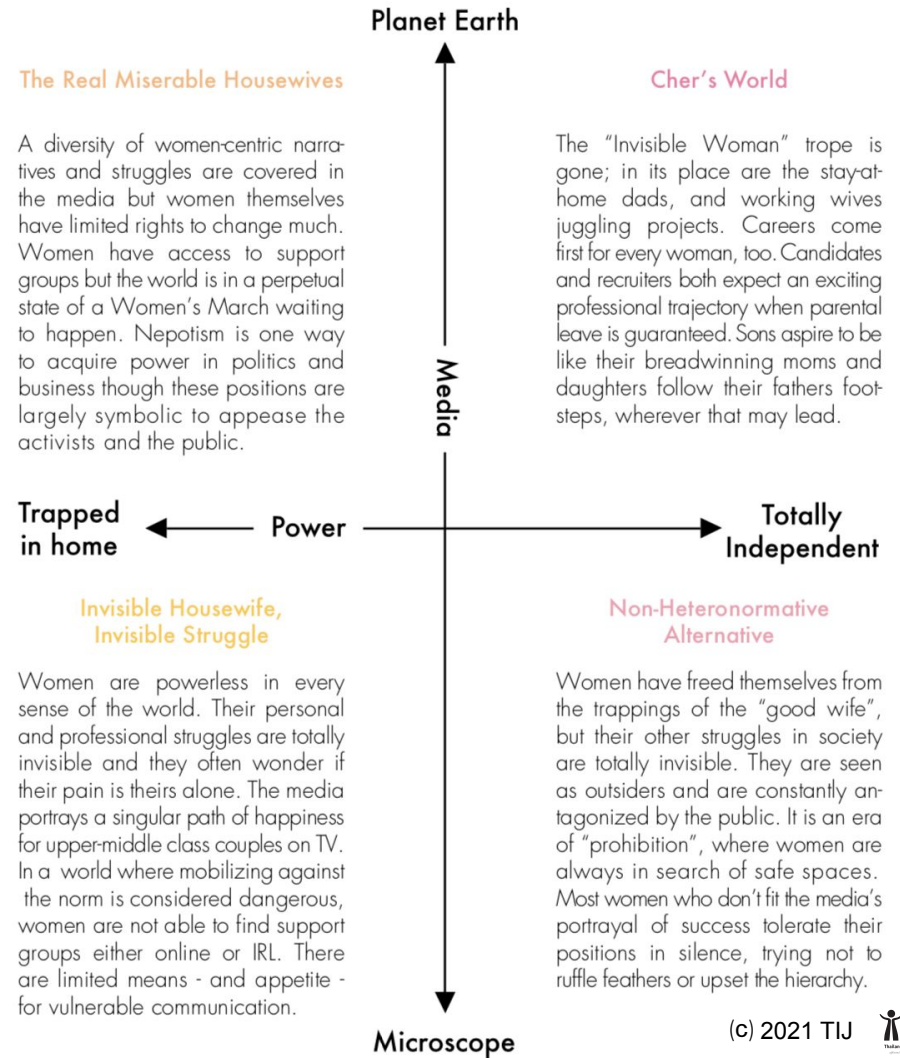 Planet Earth
The Real Miserable Housewives
A diversity of women-centric narra-
tives and struggles are covered in
the media but women themselves
have limited rights to change much.
Women have access to support
groups but the world is in a perpetual
state of a Women's March waiting
to happen. Nepotism is one way
to acquire power in politics and
business though these positions are
largely symbolic to appease the
activists and the public.
Cher's World
The “Invisible Woman” trope is
gone; in its place are the stay-at-
home dads, and working wives
juggling projects. Careers come
first for every woman, too. Candidates
and recruiters both expect an exciting
professional trajectory when parental
leave is guaranteed. Sons aspire to be
like their breadwinning moms and
daughters follow their fathers foot-
steps, wherever that may lead.
Media
Trapped
in home
Power
Totally
Independent
Invisible Housewife,
Invisible Struggle
Women are powerless in every
sense of the world. Their personal
and professional struggles are totally
invisible and they often wonder if
their pain is theirs alone. The media
portrays a singular path of happiness
for upper-middle class couples on TV.
In a world where mobilizing against
the norm is considered dangerous,
women are not able to find support
groups either online or IRL. There
are limited means - and appetite -
for vulnerable communication.
Non-Heteronormative
Alternative
Women have freed themselves from
the trappings of the “good wife”,
but their other struggles in society
are totally invisible. They are seen
as outsiders and are constantly an-
tagonized by the public. It is an era
of “prohibition”, where women are
always in search of safe spaces.
Most women who don't fit the media's
portrayal of success tolerate their
positions in silence, trying not to
ruffle feathers or upset the hierarchy.
Microscope
(c) 2021 TIJ